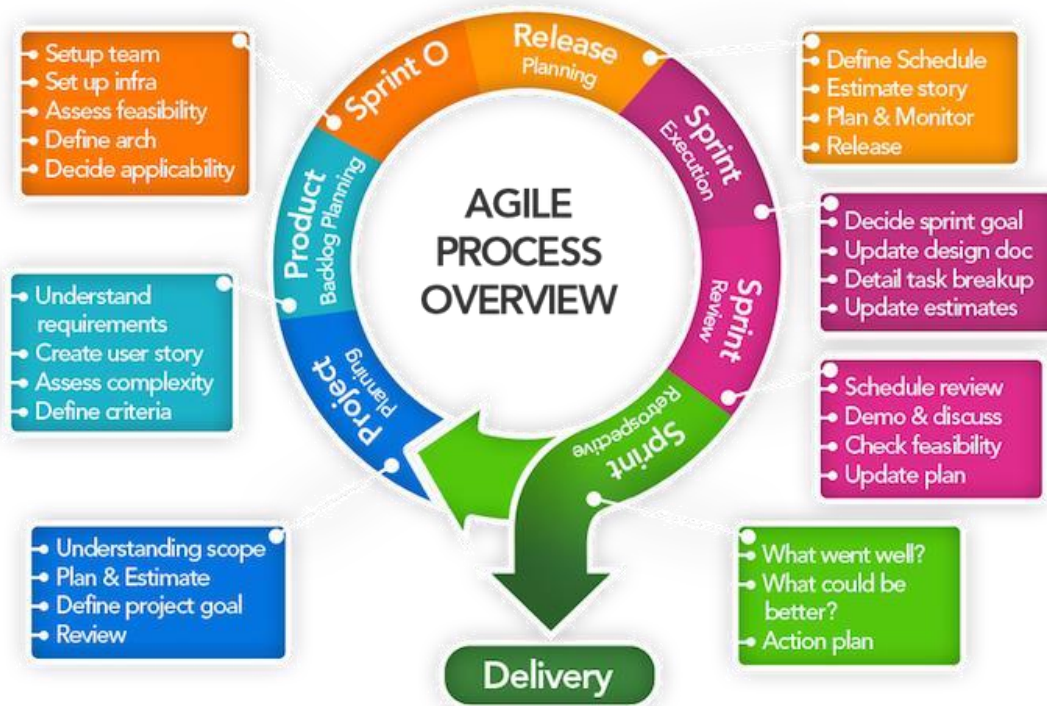 AGILE
PROCESS
OVERVIEW
Project
planning
Understanding scope
Plan & Estimate
Define project goal
Review
Product
Backlog Planning
Understand
requirements
Create user story
Assess complexity
Define criteria
Sprint O
Setup team
Set up infra
Assess feasibility
Define arch
Decide applicability
Release
Planning
Define Schedule
Estimate story
Plan & Monitor
Release
Sprint
Execution
Decide sprint goal
Update design doc
Detail task breakup
Update estimates
Sprint
Review
Schedule review
Demo & discuss
Check feasibility
Update plan
Sprint
Retrospective
What went well?
What could be
better?
Action plan
Delivery